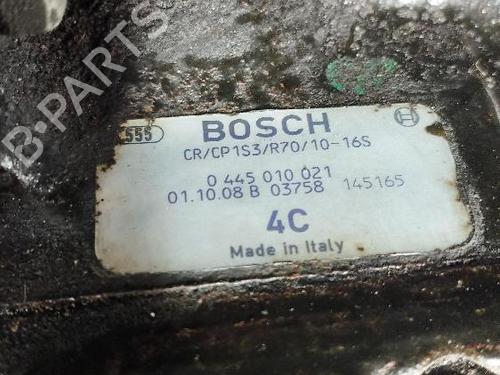 B-PARTS
555 BOSCH
CR/CP1S3/R70/10-16S
0 445 010 021
01.10.08 B 03758 145165
4C
Made in Italy